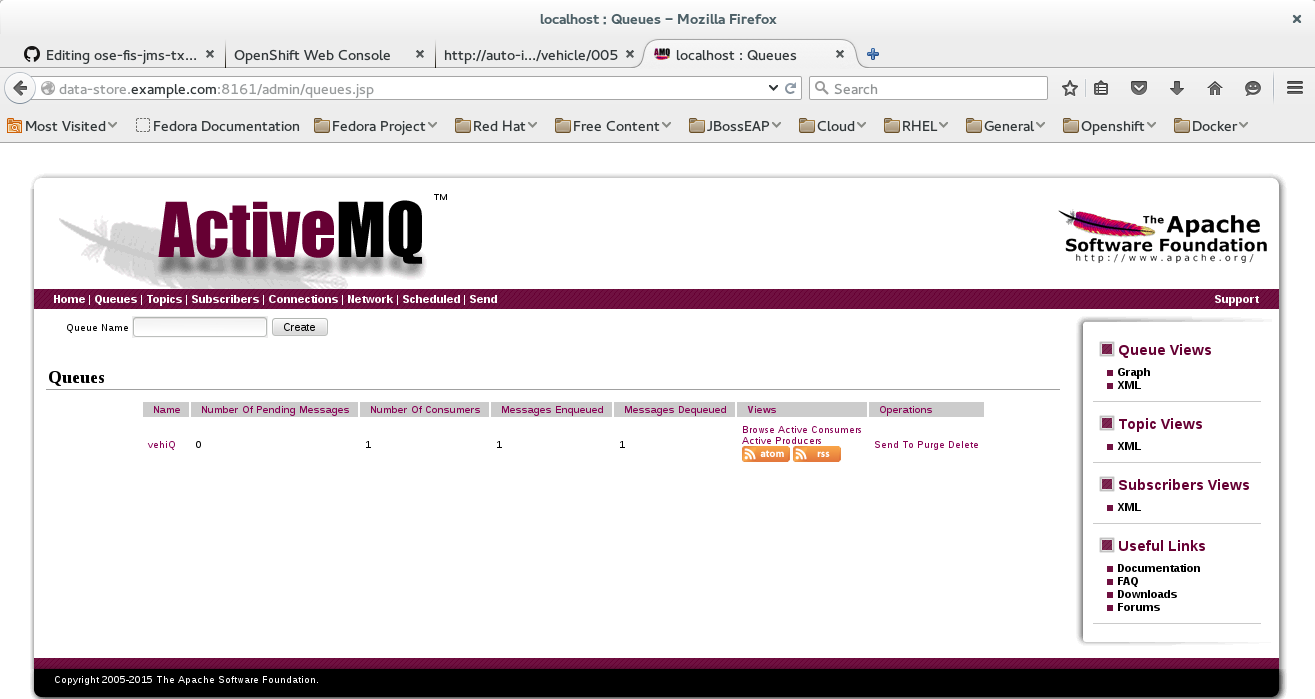 localhost : Queues – Mozilla Firefox
Editing ose-fis-jms-tx... OpenShift Web Console http://auto-i.../vehicle/005 AMQ localhost : Queues
data-store.example.com:8161/admin/queues.jsp Search
Most Visited Fedora Documentation Fedora Project Red Hat Free Content JBossEAP Cloud RHEL General Openshift Docker
ActiveMQ TM
The Apache
Software Foundation
http://www.apache.org/
Home | Queues | Topics | Subscribers | Connections | Network | Scheduled | Send Support
Queue Name Create
Queues
Name Number Of Pending Messages Number Of Consumers Messages Enqueued Messages Dequeued Views Operations
vehiQ 0 1 1 1 Browse Active Consumers
Active Producers
atom rss
Send To Purge Delete
Queue Views
Graph
XML
Topic Views
XML
Subscribers Views
XML
Useful Links
Documentation
FAQ
Downloads
Forums
Copyright 2005-2015 The Apache Software Foundation.